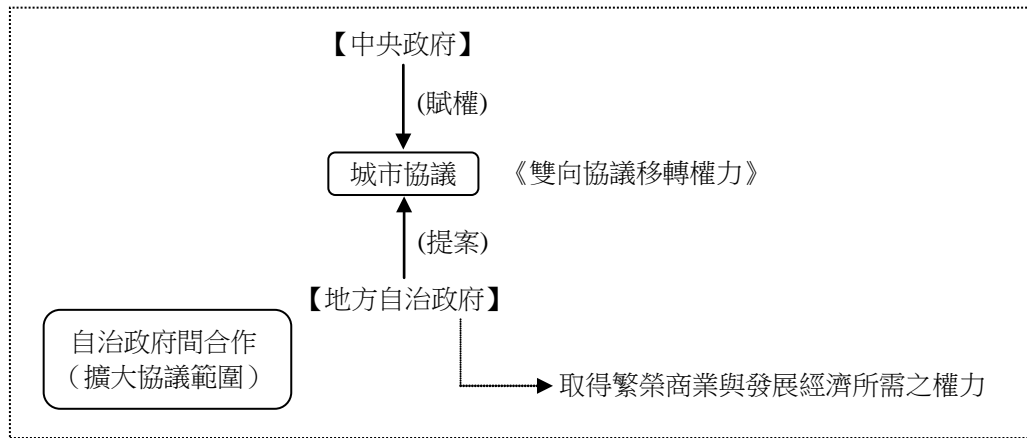 【中央政府】
(賦權)
城市協議
《雙向協議移轉權力》
(提案)
【地方自治政府】
自治政府間合作
（擴大協議範圍）
取得繁榮商業與發展經濟所需之權力